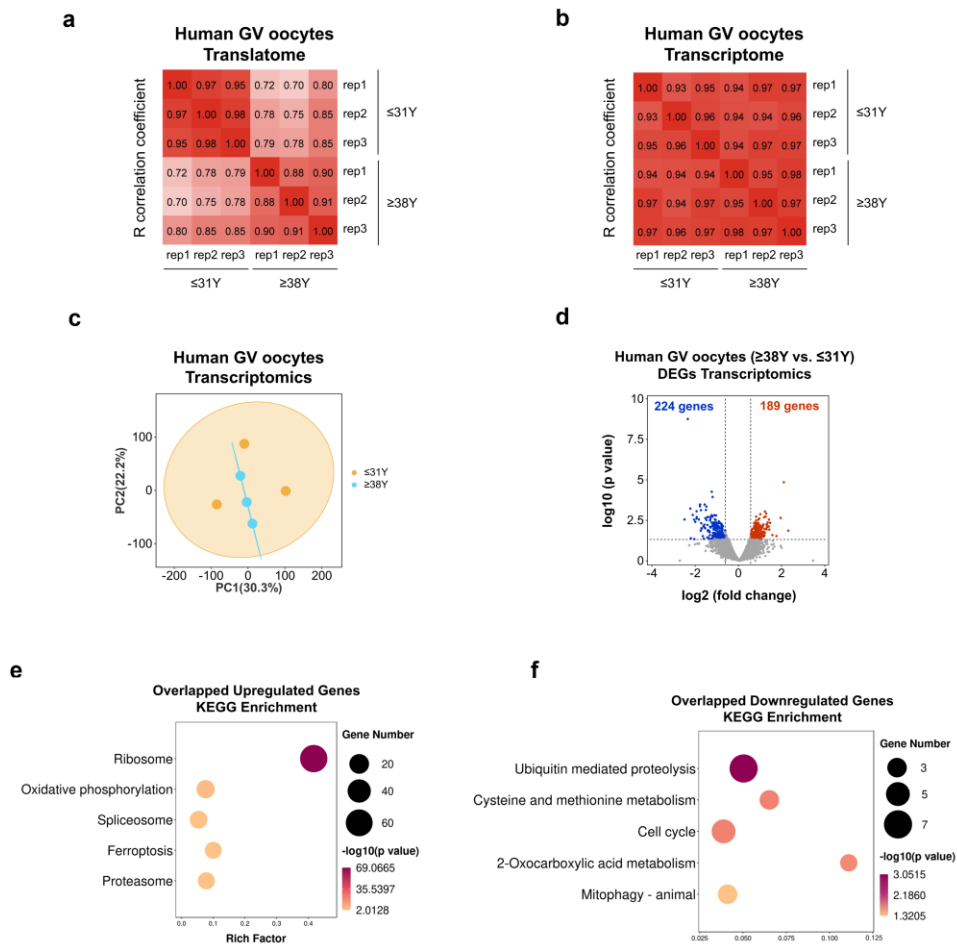 a
Human GV oocytes
Translatome
R correlation coefficient
1.00 0.97 0.95 0.72 0.70 0.80 rep1
0.97 1.00 0.98 0.78 0.75 0.85 rep2
0.95 0.98 1.00 0.79 0.78 0.85 rep3
≤31Y
0.72 0.78 0.79 1.00 0.88 0.90 rep1
0.70 0.75 0.78 0.88 1.00 0.91 rep2
0.80 0.85 0.85 0.90 0.91 1.00 rep3
≥38Y
rep1 rep2 rep3 rep1 rep2 rep3
≤31Y ≥38Y
b
Human GV oocytes
Transcriptome
R correlation coefficient
1.00 0.93 0.95 0.94 0.97 0.97 rep1
0.93 1.00 0.96 0.94 0.94 0.96 rep2
0.95 0.96 1.00 0.94 0.97 0.97 rep3
≤31Y
0.94 0.94 0.94 1.00 0.95 0.98 rep1
0.97 0.94 0.97 0.95 1.00 0.97 rep2
0.97 0.96 0.97 0.98 0.97 1.00 rep3
≥38Y
rep1 rep2 rep3 rep1 rep2 rep3
≤31Y ≥38Y
c
Human GV oocytes
Transcriptomics
PC2(22.2%)
100
0
-100
-200 -100 0 100 200
PC1(30.3%)
≤31Y
≥38Y
d
Human GV oocytes (≥38Y vs. ≤31Y)
DEGs Transcriptomics
224 genes 189 genes
log10 (p value)
10
7.5
5
2.5
0
-4 -2 0 2 4
log2 (fold change)
e
Overlapped Upregulated Genes
KEGG Enrichment
Ribosome
Oxidative phosphorylation
Spliceosome
Ferroptosis
Proteasome
0.0 0.1 0.2 0.3 0.4
Rich Factor
Gene Number
20
40
60
-log10(p value)
69.0665
35.5397
2.0128
f
Overlapped Downregulated Genes
KEGG Enrichment
Ubiquitin mediated proteolysis
Cysteine and methionine metabolism
Cell cycle
2-Oxocarboxylic acid metabolism
Mitophagy - animal
0.025 0.050 0.075 0.100 0.125
Gene Number
3
5
7
-log10(p value)
3.0515
2.1860
1.3205